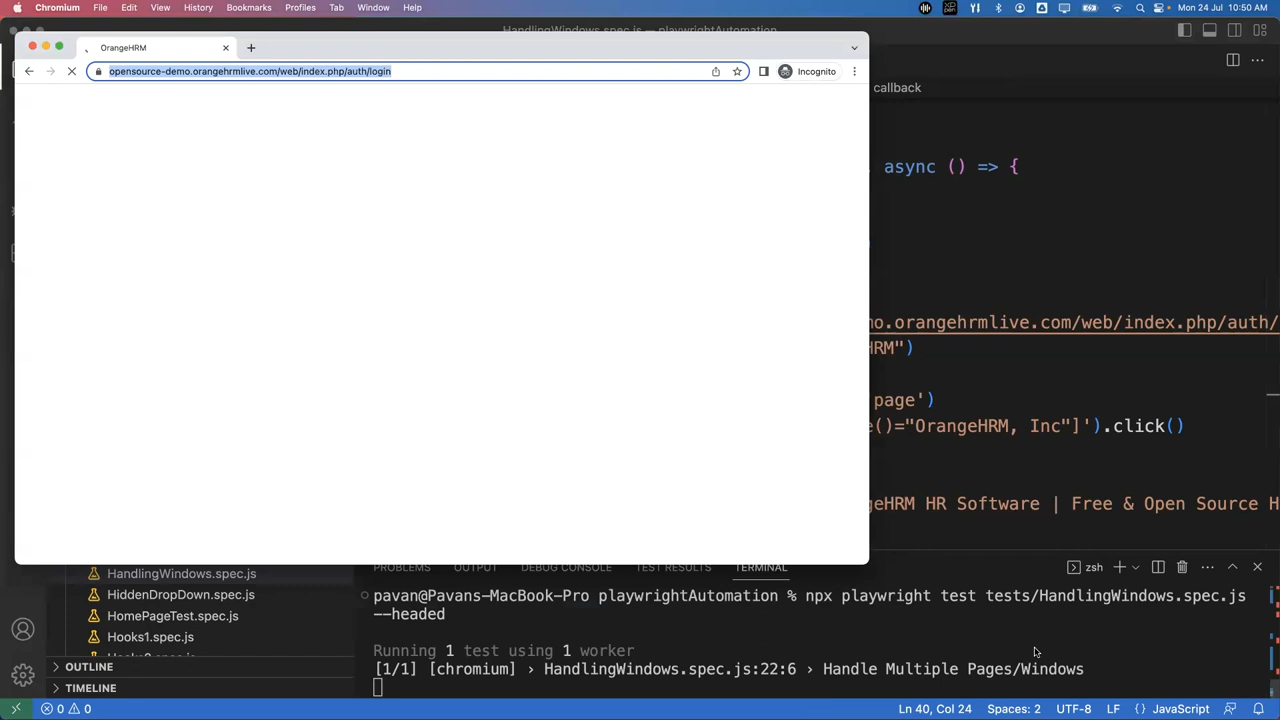 Chromium File Edit View History Bookmarks Profiles Tab Window Help Mon 24 Jul 10:50 AM
HandlingWindows.spec.js — playwrightAutomation
OrangeHRM
opensource-demo.orangehrmlive.com/web/index.php/auth/login
Incognito
callback
async () => {
mo.orangehrmlive.com/web/index.php/auth/
HRM")
page')
e()="OrangeHRM, Inc"]').click()
geHRM HR Software | Free & Open Source H
PROBLEMS OUTPUT DEBUG CONSOLE TEST RESULTS TERMINAL
zsh
HandlingWindows.spec.js
HiddenDropDown.spec.js
HomePageTest.spec.js
Hooks1.spec.js
OUTLINE
TIMELINE
pavan@Pavans-MacBook-Pro playwrightAutomation % npx playwright test tests/HandlingWindows.spec.js
--headed
Running 1 test using 1 worker
[1/1] [chromium] › HandlingWindows.spec.js:22:6 › Handle Multiple Pages/Windows
0 0 Ln 40, Col 24 Spaces: 2 UTF-8 LF JavaScript